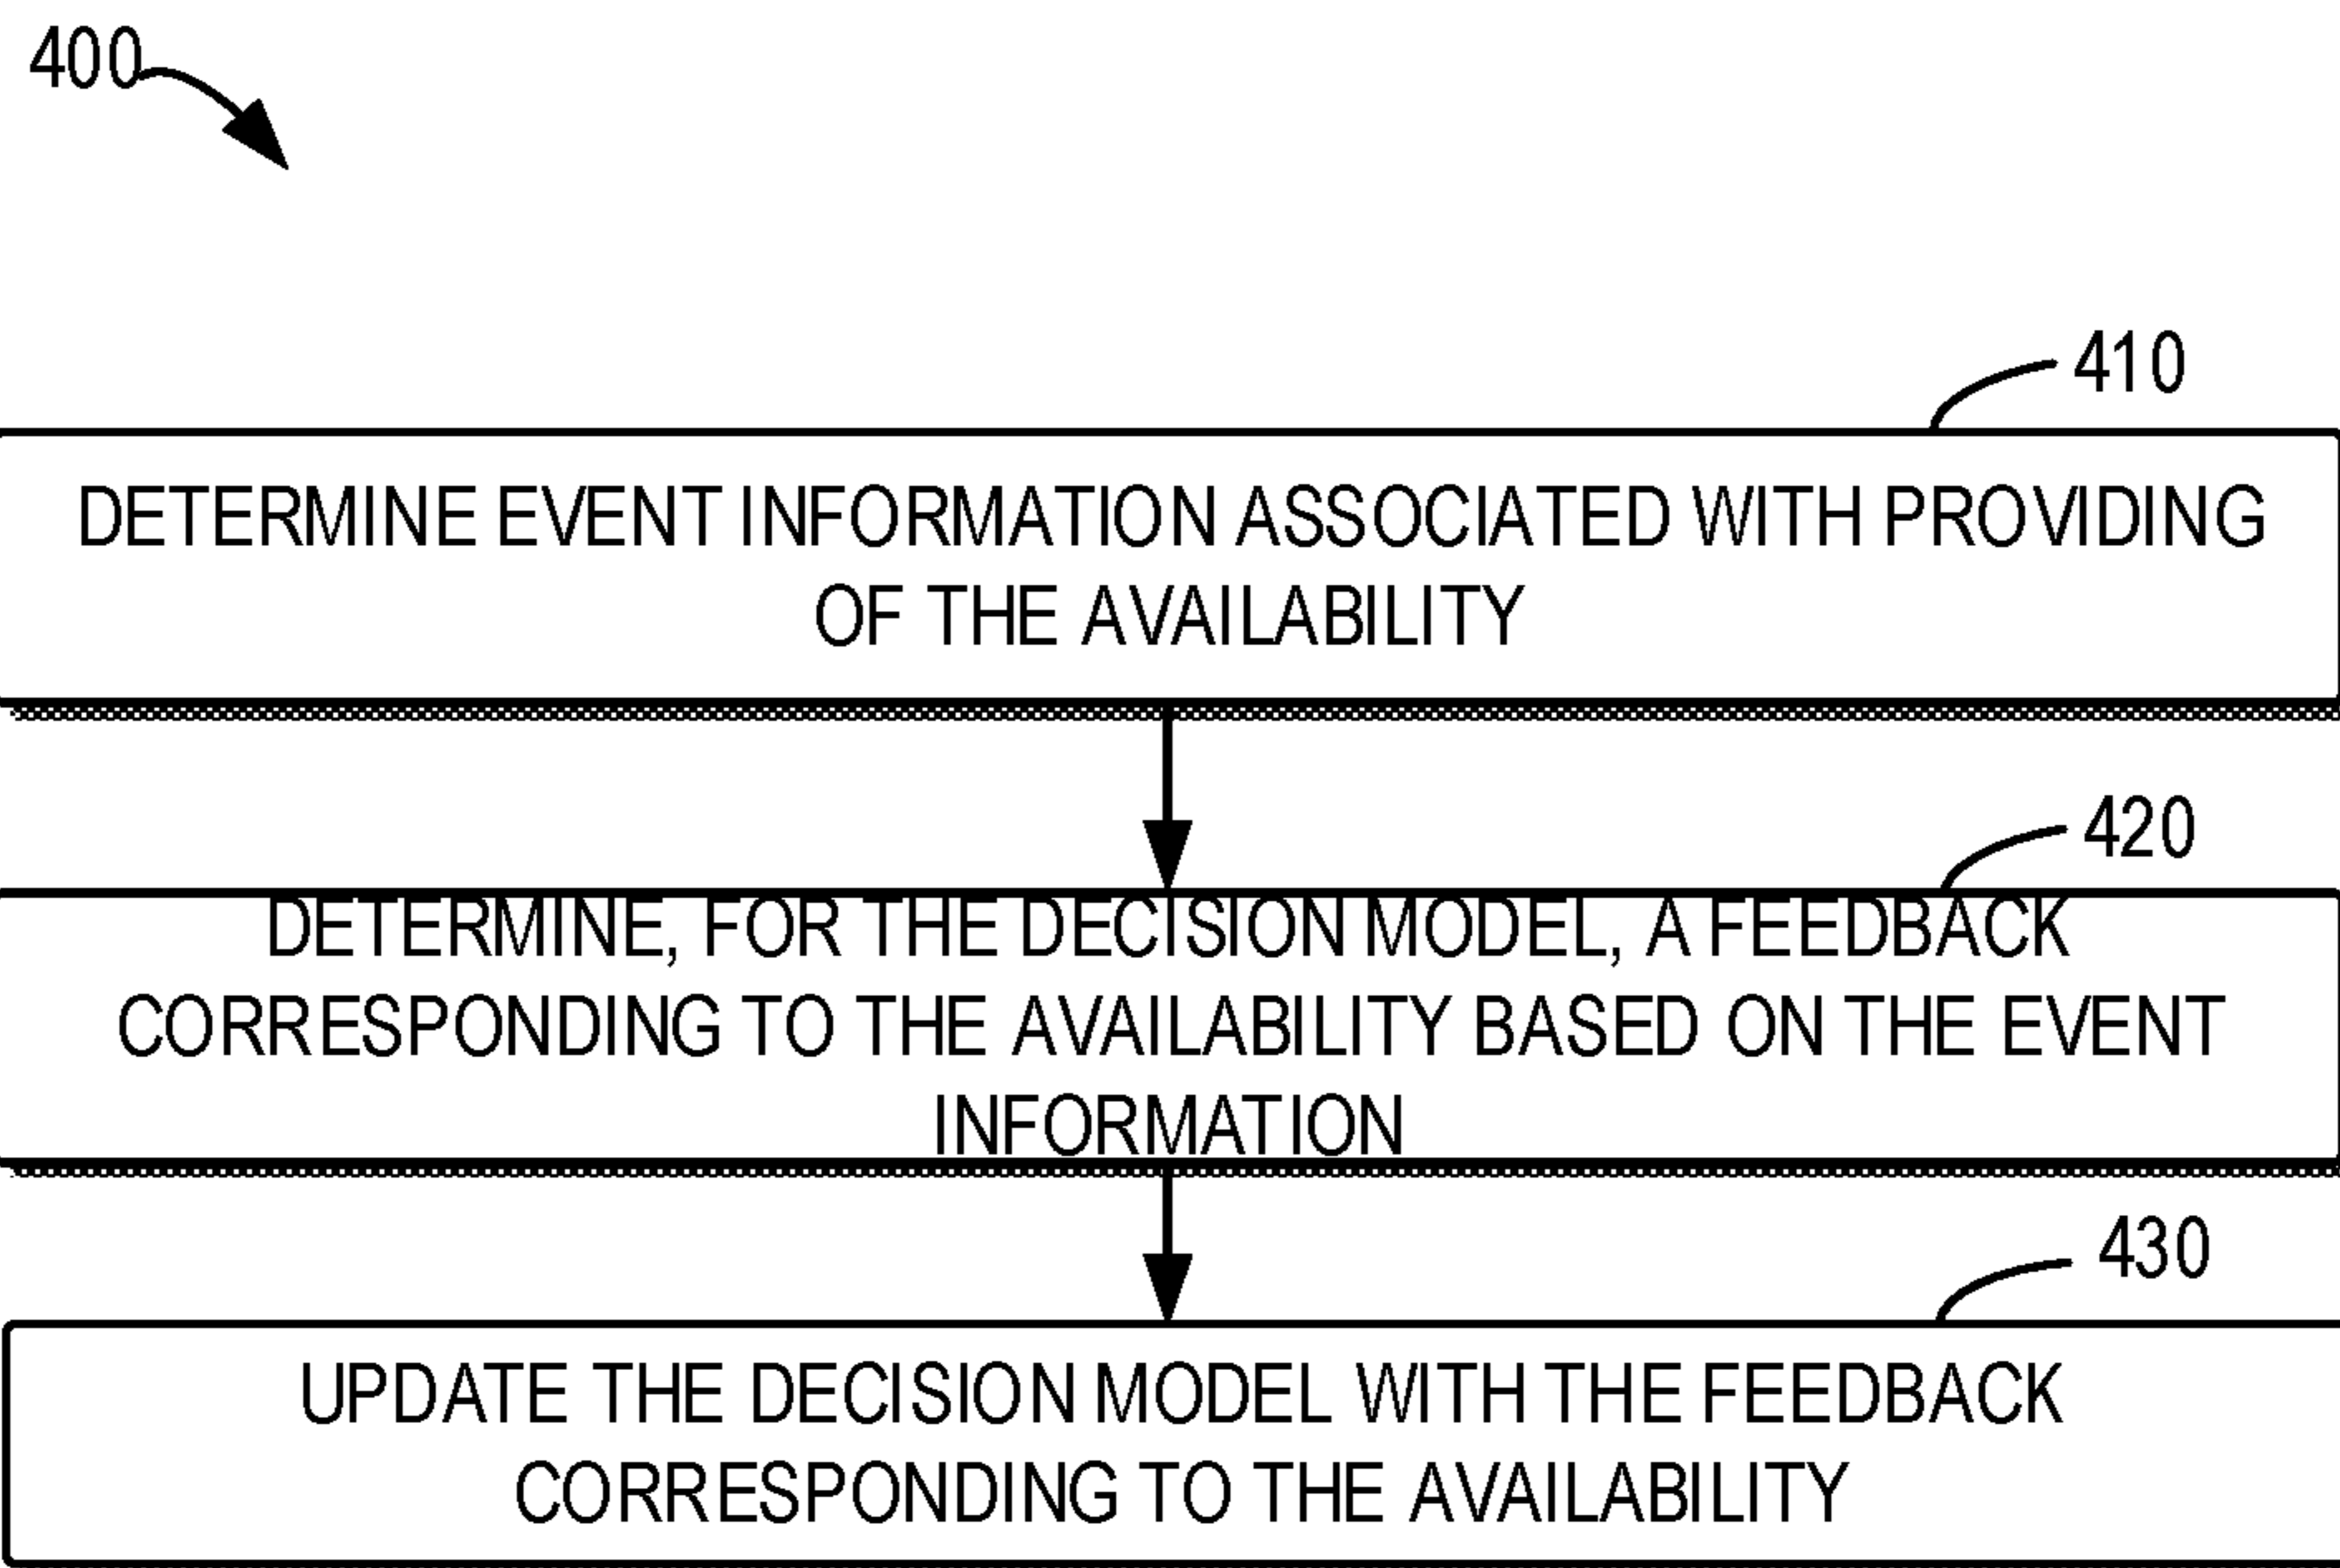 400
410
DETERMINE EVENT INFORMATION ASSOCIATED WITH PROVIDING
OF THE AVAILABILITY
420
DETERMINE, FOR THE DECISION MODEL, A FEEDBACK
CORRESPONDING TO THE AVAILABILITY BASED ON THE EVENT
INFORMATION
430
UPDATE THE DECISION MODEL WITH THE FEEDBACK
CORRESPONDING TO THE AVAILABILITY